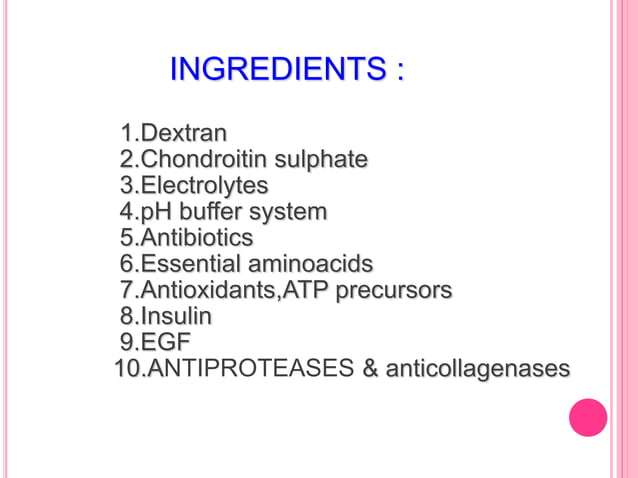 INGREDIENTS :
1.Dextran
2.Chondroitin sulphate
3.Electrolytes
4.pH buffer system
5.Antibiotics
6.Essential aminoacids
7.Antioxidants,ATP precursors
8.Insulin
9.EGF
10.ANTIPROTEASES & anticollagenases